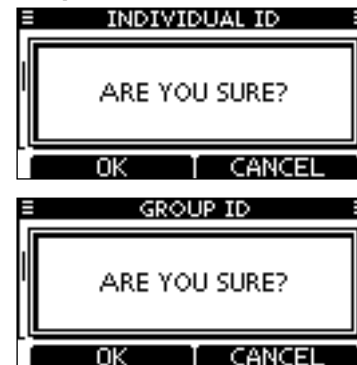 INDIVIDUAL ID
ARE YOU SURE?
OK CANCEL
GROUP ID
ARE YOU SURE?
OK CANCEL